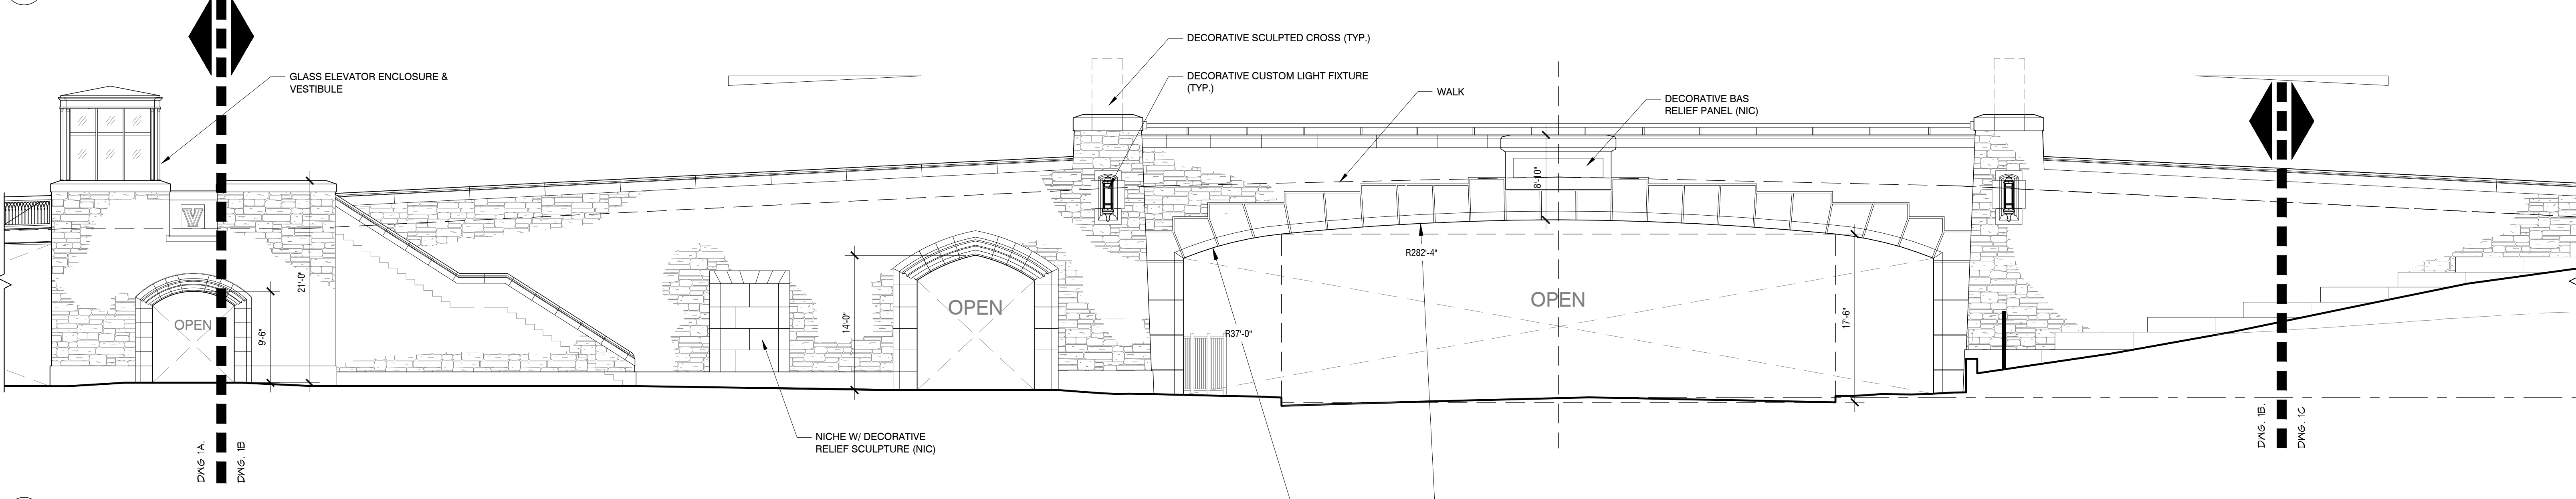 DECORATIVE SCULPTED CROSS (TYP.)
GLASS ELEVATOR ENCLOSURE &
VESTIBULE
DECORATIVE CUSTOM LIGHT FIXTURE
(TYP.)
WALK
DECORATIVE BAS
RELIEF PANEL (NIC)
8'-10"
V
21'-0"
OPEN
9'-6"
14'-0"
OPEN
R282'-4"
R37'-0"
OPEN
17'-6"
NICHE W/ DECORATIVE
RELIEF SCULPTURE (NIC)
DWG 1A.
DWG. 1B
DWG. 1B.
DWG. 1C